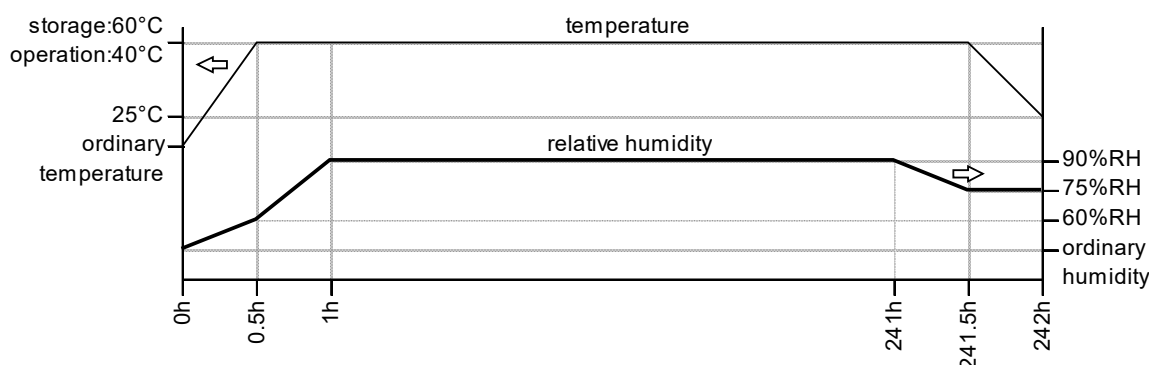 storage:60°C
operation:40°C
temperature
25°C
ordinary
temperature
relative humidity
90%RH
75%RH
60%RH
ordinary
humidity
0h
0.5h
1h
241h
241.5h
242h